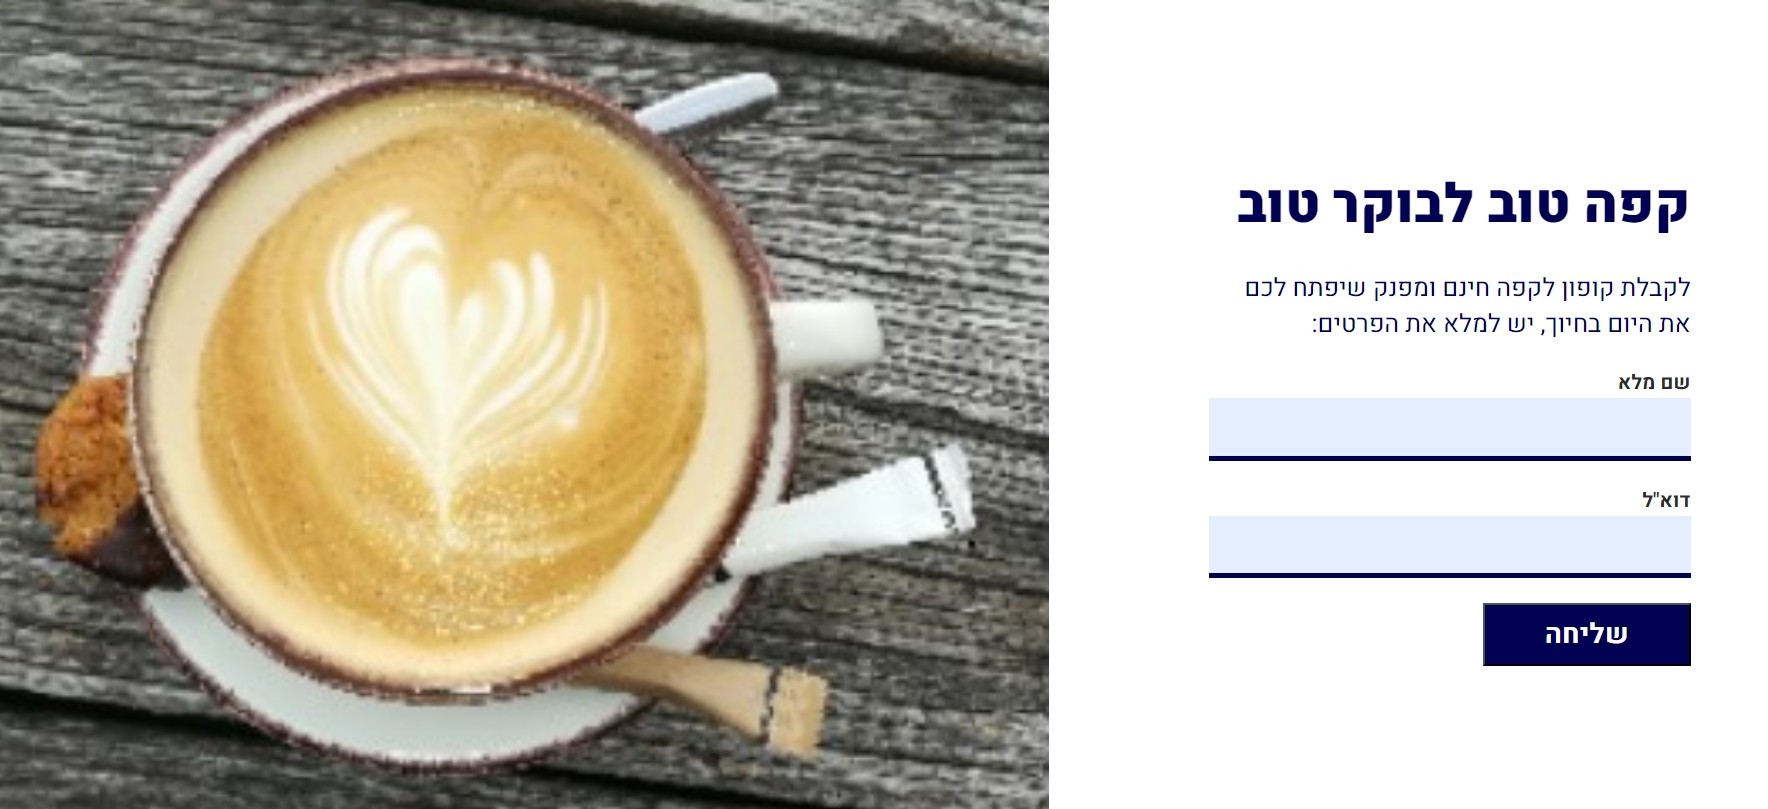 קפה טוב לבוקר טוב
לקבלת קופון לקפה חינם ומפנק שיפתח לכם
את היום בחיוך, יש למלא את הפרטים:
שם מלא
דוא"ל
שליחה